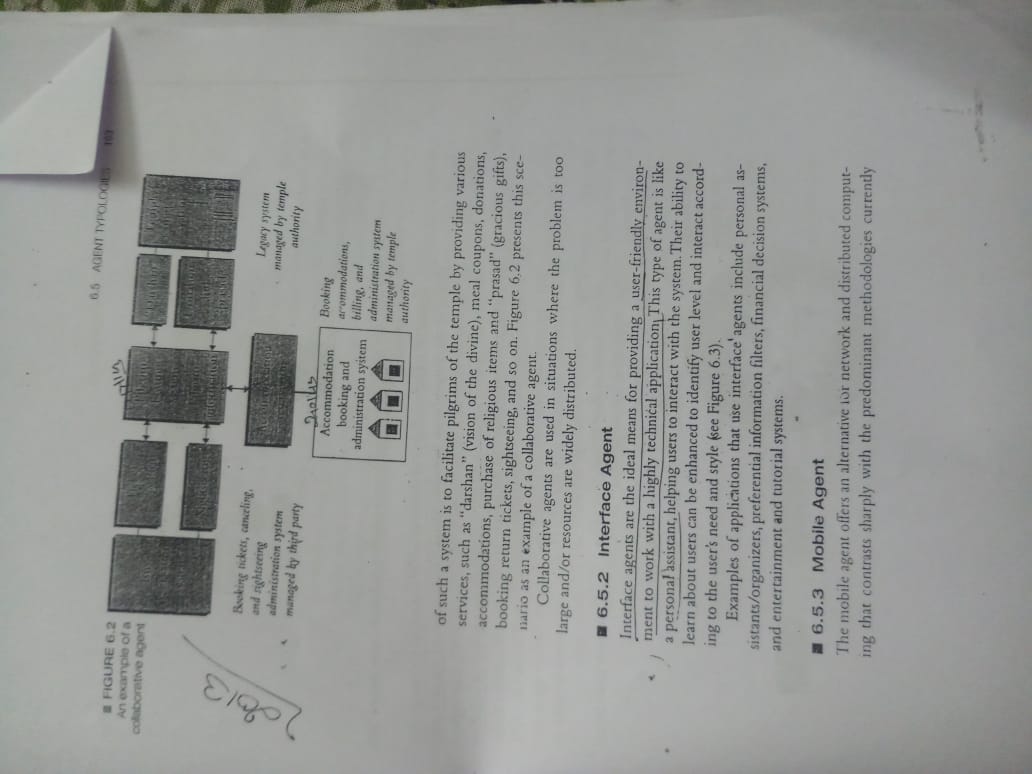 6.5 AGENT TYPOLOGIES 163
FIGURE 6.2
An example of a
collaborative agent
Booking tickets, canceling,
and sightseeing
administration system
managed by third party
Legacy system
managed by temple
authority
Accommodation
booking and
administration system
Booking
accommodations,
billing, and
administration system
managed by temple
authority
of such a system is to facilitate pilgrims of the temple by providing various
services, such as “darshan” (vision of the divine), meal coupons, donations,
accommodations, purchase of religious items and “prasad” (gracious gifts),
booking return tickets, sightseeing, and so on. Figure 6.2 presents this sce-
nario as an example of a collaborative agent.
Collaborative agents are used in situations where the problem is too
large and/or resources are widely distributed.
6.5.2 Interface Agent
Interface agents are the ideal means for providing a user-friendly environ-
ment to work with a highly technical application. This type of agent is like
a personal assistant, helping users to interact with the system. Their ability to
learn about users can be enhanced to identify user level and interact accord-
ing to the user's need and style (see Figure 6.3).
Examples of applications that use interface agents include personal as-
sistants/organizers, preferential information filters, financial decision systems,
and entertainment and tutorial systems.
6.5.3 Mobile Agent
The mobile agent offers an alternative for network and distributed comput-
ing that contrasts sharply with the predominant methodologies currently